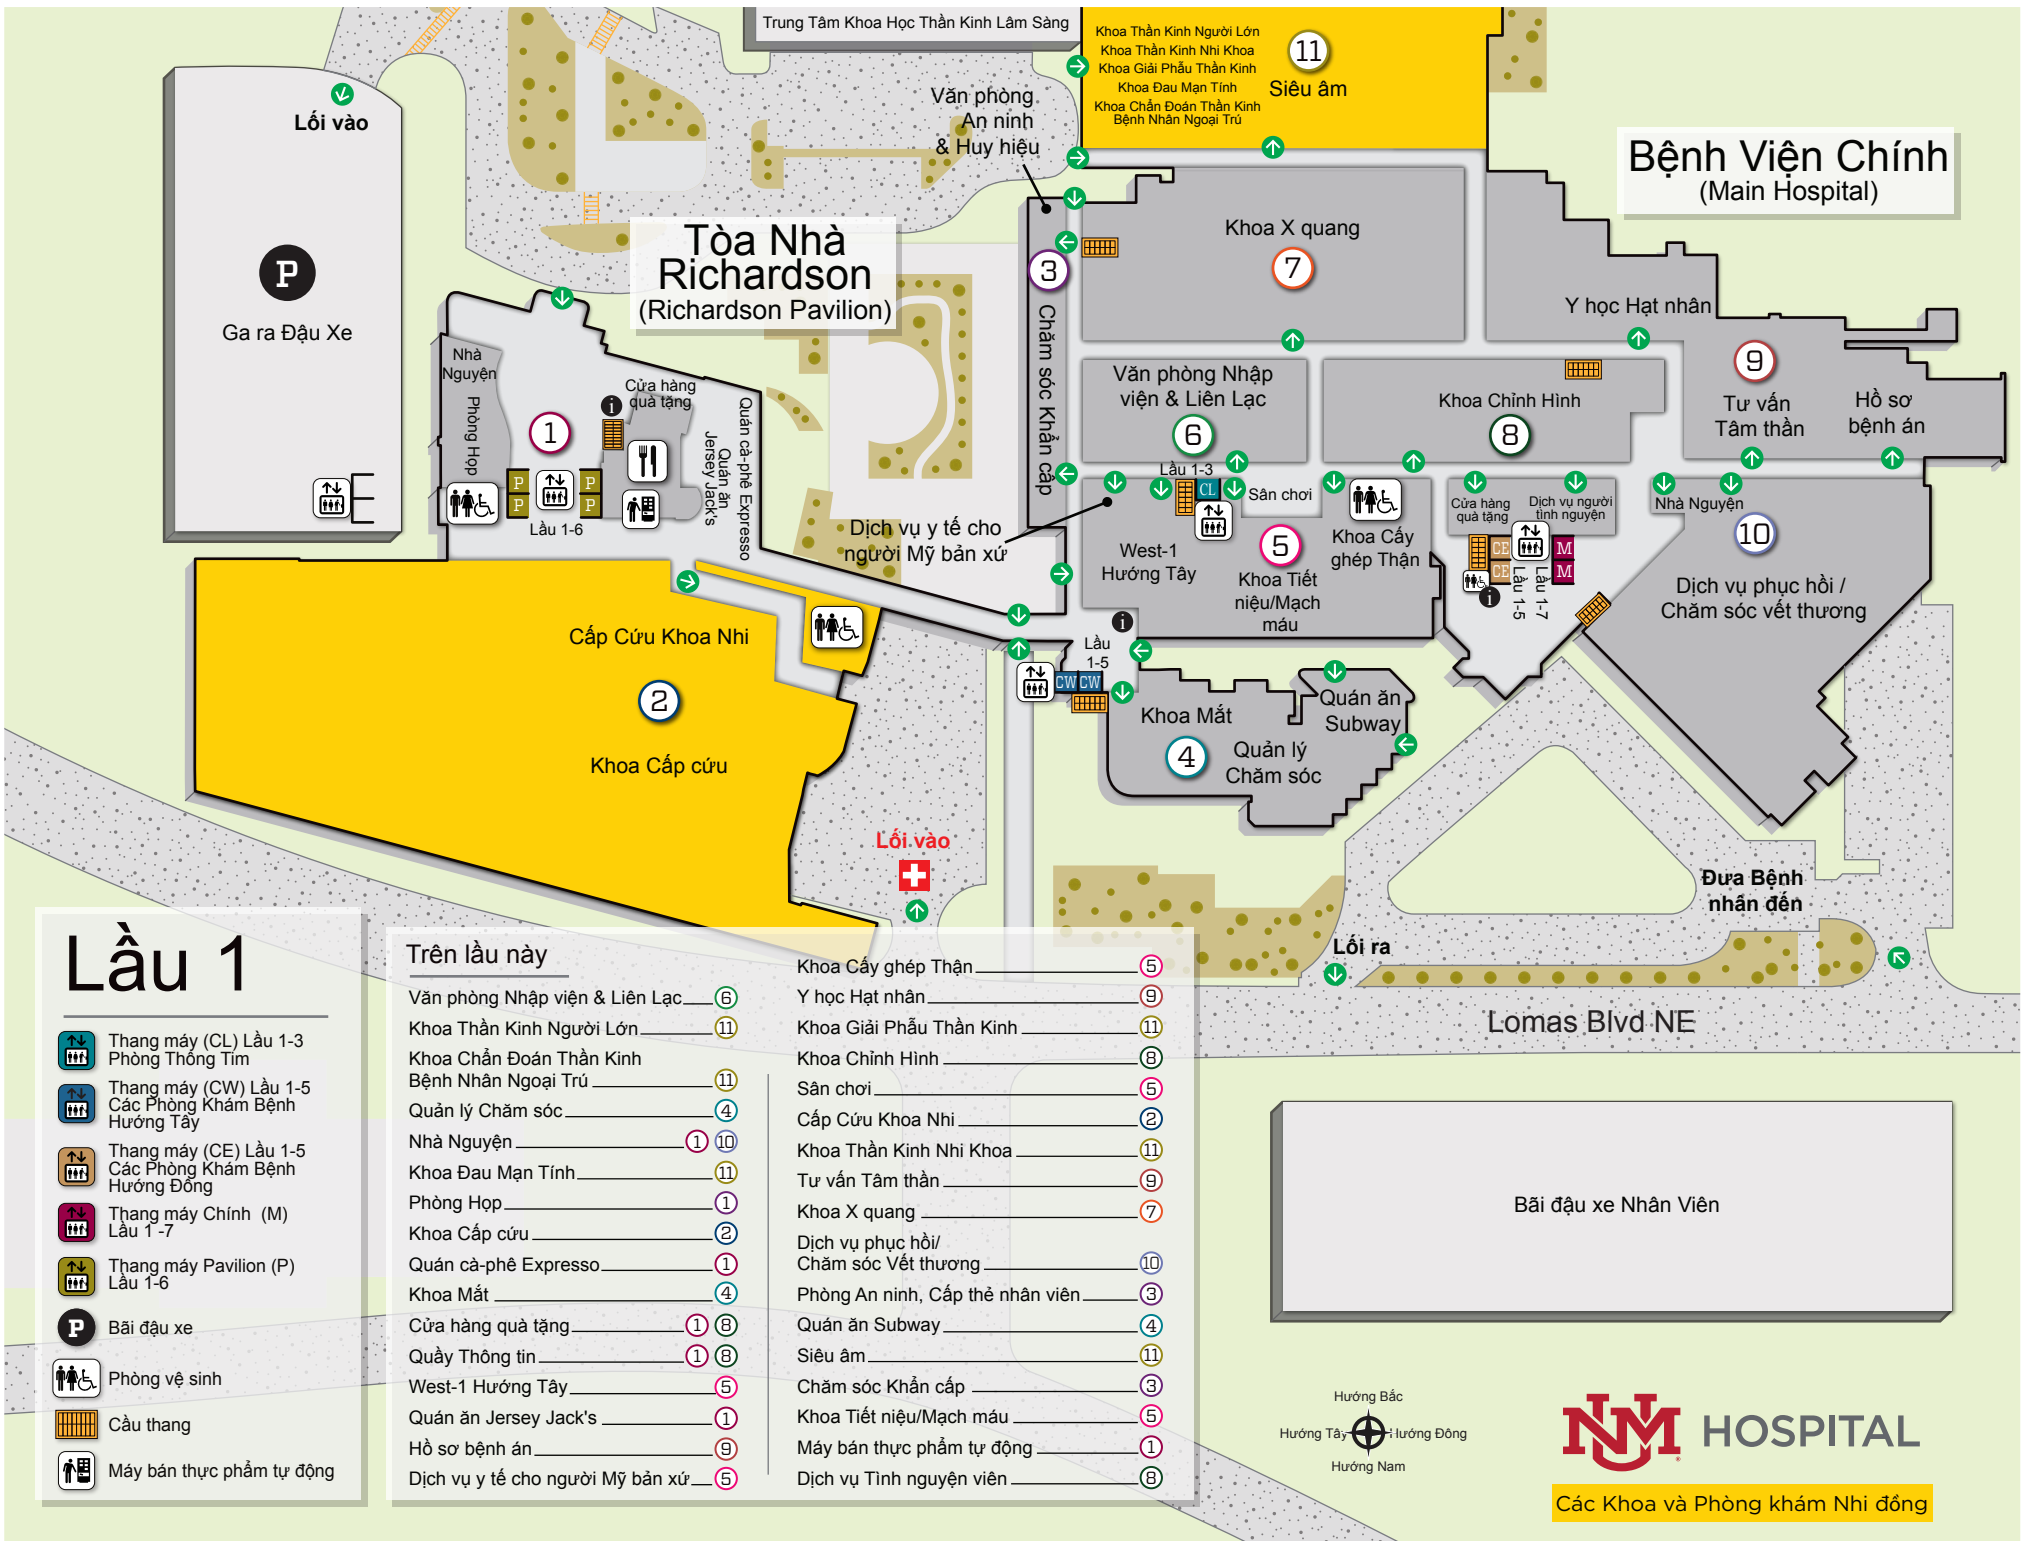 Trung Tâm Khoa Học Thần Kinh Lâm Sàng
Khoa Thần Kinh Người Lớn
Khoa Thần Kinh Nhi Khoa
Khoa Giải Phẫu Thần Kinh
Khoa Đau Mạn Tính
Khoa Chẩn Đoán Thần Kinh
Bệnh Nhân Ngoại Trú
11
Siêu âm
Lối vào
Văn phòng
An ninh
& Huy hiệu
Bệnh Viện Chính
(Main Hospital)
Tòa Nhà
Richardson
(Richardson Pavilion)
P
Ga ra Đậu Xe
Khoa X quang
7
3
Chăm sóc Khẩn cấp
Y học Hạt nhân
9
Tư vấn
Tâm thần
Hồ sơ
bệnh án
Nhà
Nguyện
Phòng Họp
1
i
Cửa hàng
quà tặng
Quán ăn
Jersey Jack's
Quán cà-phê Expresso
P
P
P
P
Lầu 1-6
Văn phòng Nhập
viện & Liên Lạc
6
Khoa Chỉnh Hình
8
Lầu 1-3
CL
Sân chơi
Dịch vụ y tế cho
người Mỹ bản xứ
West-1
Hướng Tây
5
Khoa Tiết
niệu/Mạch
máu
Khoa Cấy
ghép Thận
Cửa hàng
quà tặng
Dịch vụ người
tình nguyện
CE
CE
M
M
i
Lầu 1-5
Lầu 1-7
Nhà Nguyện
10
Dịch vụ phục hồi /
Chăm sóc vết thương
Cấp Cứu Khoa Nhi
2
Khoa Cấp cứu
i
Lầu
1-5
CW
CW
Khoa Mắt
4
Quản lý
Chăm sóc
Quán ăn
Subway
Lối vào
Đưa Bệnh
nhân đến
Lối ra
Lomas Blvd NE
Bãi đậu xe Nhân Viên
Lầu 1
Thang máy (CL) Lầu 1-3
Phòng Thông Tim
Thang máy (CW) Lầu 1-5
Các Phòng Khám Bệnh
Hướng Tây
Thang máy (CE) Lầu 1-5
Các Phòng Khám Bệnh
Hướng Đông
Thang máy Chính (M)
Lầu 1 -7
Thang máy Pavilion (P)
Lầu 1-6
P Bãi đậu xe
Phòng vệ sinh
Cầu thang
Máy bán thực phẩm tự động
Trên lầu này
Văn phòng Nhập viện & Liên Lạc 6
Khoa Thần Kinh Người Lớn 11
Khoa Chẩn Đoán Thần Kinh
Bệnh Nhân Ngoại Trú 11
Quản lý Chăm sóc 4
Nhà Nguyện 1 10
Khoa Đau Mạn Tính 11
Phòng Họp 1
Khoa Cấp cứu 2
Quán cà-phê Expresso 1
Khoa Mắt 4
Cửa hàng quà tặng 1 8
Quầy Thông tin 1 8
West-1 Hướng Tây 5
Quán ăn Jersey Jack's 1
Hồ sơ bệnh án 9
Dịch vụ y tế cho người Mỹ bản xứ 5
Khoa Cấy ghép Thận 5
Y học Hạt nhân 9
Khoa Giải Phẫu Thần Kinh 11
Khoa Chỉnh Hình 8
Sân chơi 5
Cấp Cứu Khoa Nhi 2
Khoa Thần Kinh Nhi Khoa 11
Tư vấn Tâm thần 9
Khoa X quang 7
Dịch vụ phục hồi/
Chăm sóc Vết thương 10
Phòng An ninh, Cấp thẻ nhân viên 3
Quán ăn Subway 4
Siêu âm 11
Chăm sóc Khẩn cấp 3
Khoa Tiết niệu/Mạch máu 5
Máy bán thực phẩm tự động 1
Dịch vụ Tình nguyện viên 8
Hướng Bắc
Hướng Tây
Hướng Đông
Hướng Nam
UNM HOSPITAL
Các Khoa và Phòng khám Nhi đồng